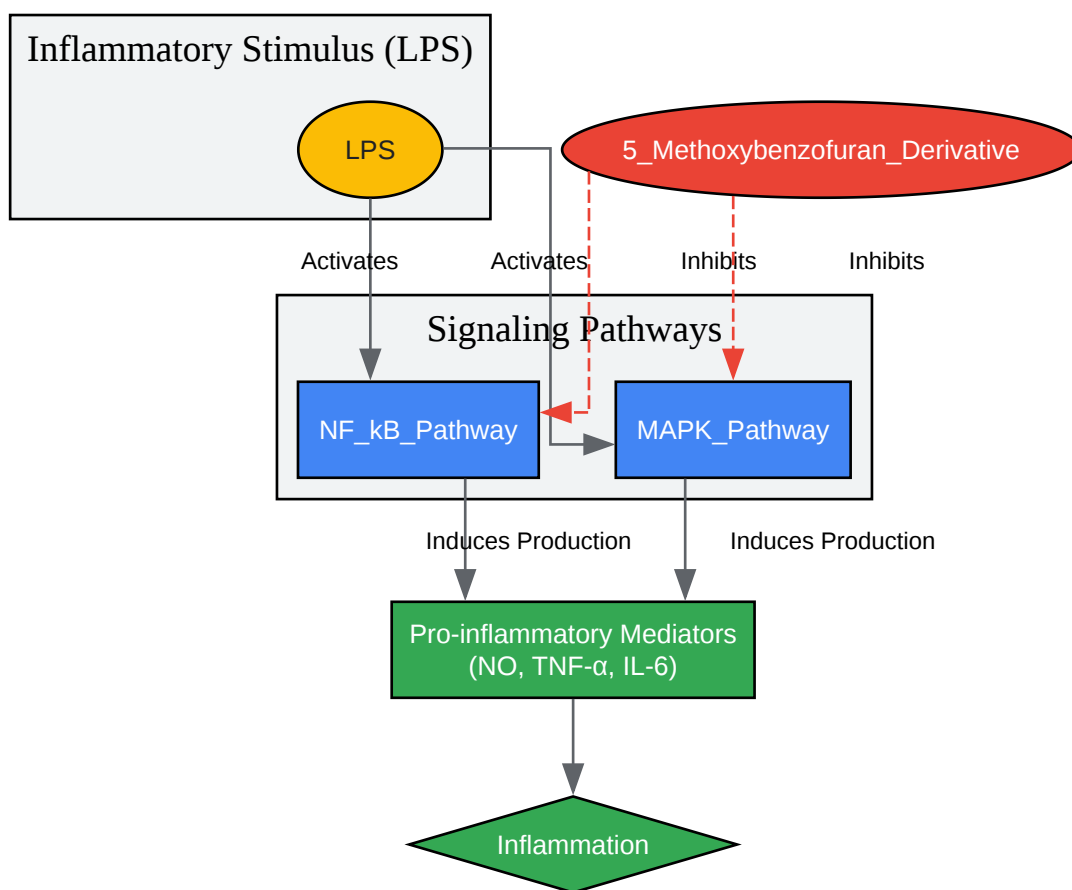 Inflammatory Stimulus (LPS)
LPS
5_Methoxybenzofuran_Derivative
Activates
Activates
Inhibits
Inhibits
Signaling Pathways
NF_kB_Pathway
MAPK_Pathway
Induces Production
Induces Production
Pro-inflammatory Mediators
(NO, TNF-α, IL-6)
Inflammation